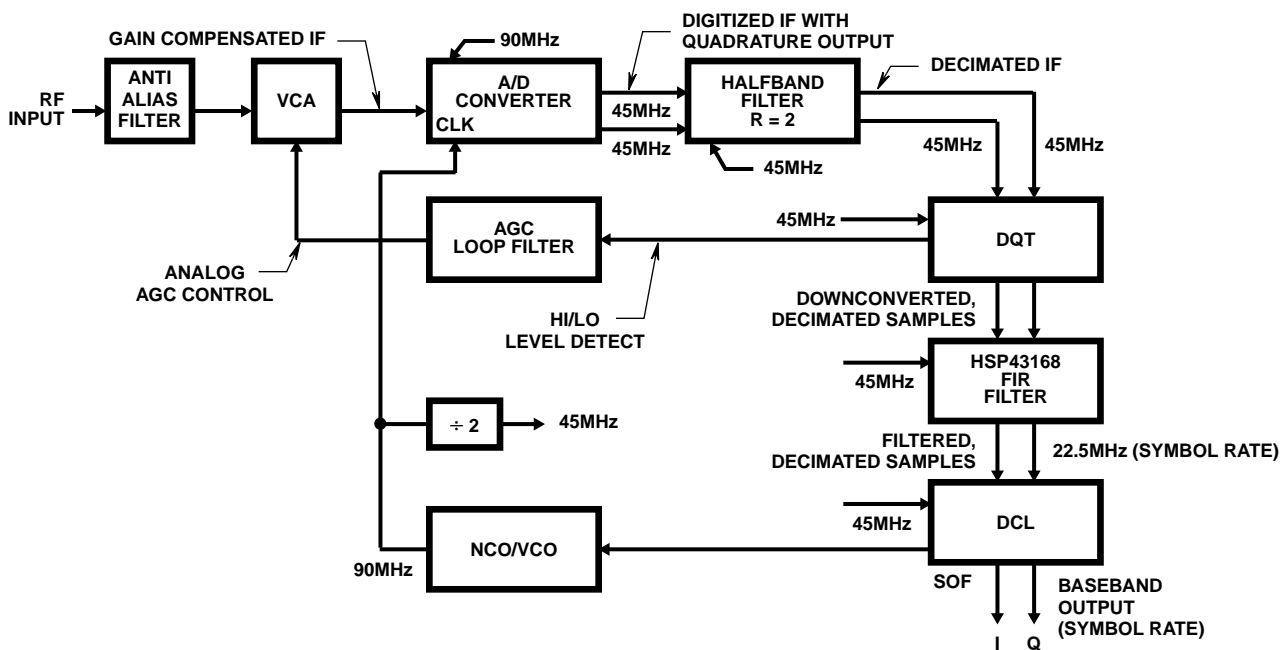 GAIN COMPENSATED IF
90MHz
DIGITIZED IF WITH
QUADRATURE OUTPUT
DECIMATED IF
RF
INPUT
ANTI
ALIAS
FILTER
VCA
A/D
CONVERTER
CLK
45MHz
45MHz
HALFBAND
FILTER
R = 2
45MHz
45MHz
45MHz
ANALOG
AGC CONTROL
AGC
LOOP FILTER
HI/LO
LEVEL DETECT
45MHz
DQT
DOWNCONVERTED,
DECIMATED SAMPLES
45MHz
HSP43168
FIR
FILTER
÷ 2
45MHz
FILTERED,
DECIMATED SAMPLES
22.5MHz (SYMBOL RATE)
90MHz
NCO/VCO
45MHz
DCL
SOF
BASEBAND
OUTPUT
(SYMBOL RATE)
I
Q